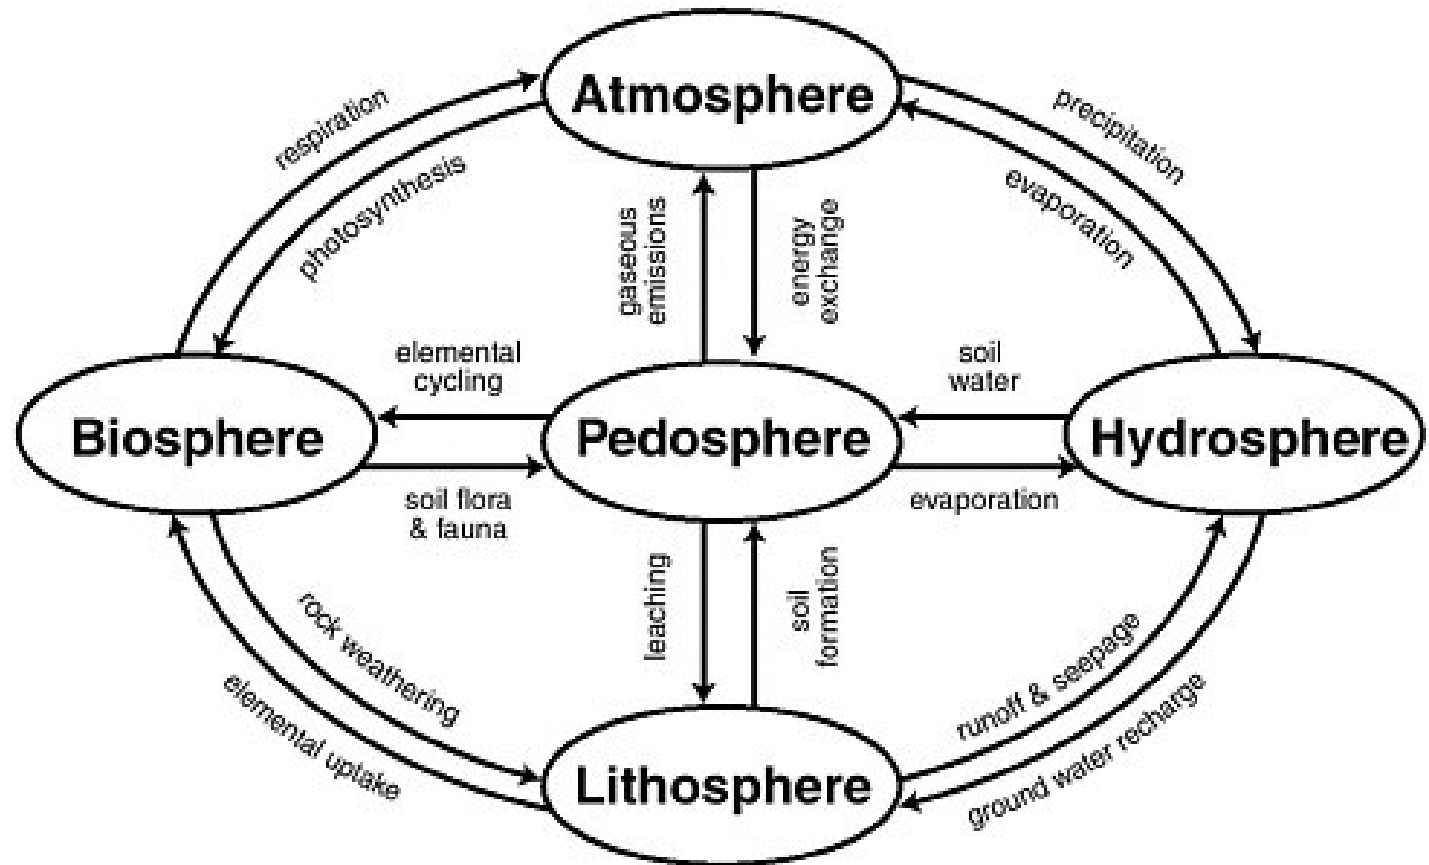 Atmosphere
respiration
photosynthesis
precipitation
evaporation
gaseous
emissions
energy
exchange
elemental
cycling
soil
water
Biosphere
Pedosphere
Hydrosphere
soil flora
& fauna
evaporation
leaching
soil
formation
rock weathering
elemental uptake
runoff & seepage
ground water recharge
Lithosphere